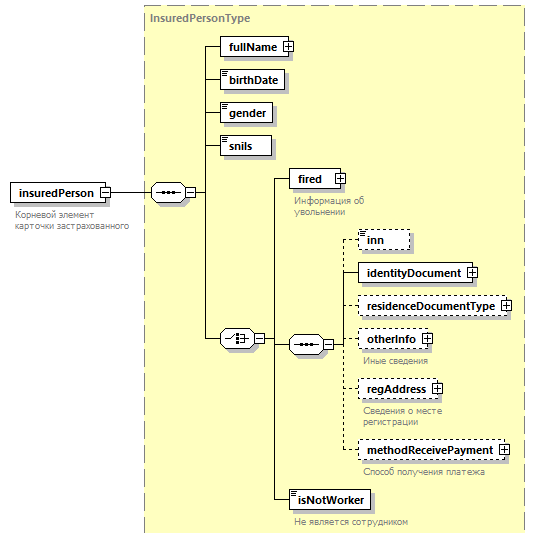 InsuredPersonType
fullName
birthDate
gender
snils
insuredPerson
Корневой элемент
карточки застрахованного
fired
Информация об
увольнении
inn
identityDocument
residenceDocumentType
otherInfo
Иные сведения
regAddress
Сведения о месте
регистрации
methodReceivePayment
Способ получения платежа
isNotWorker
Не является сотрудником